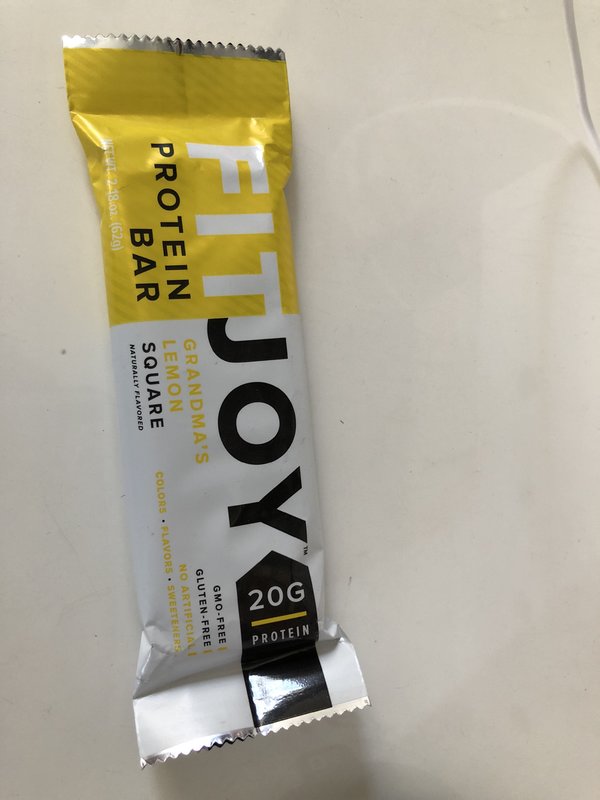 FITJOY™
PROTEIN
BAR
NET WT. 2.18 oz. (62g)
GRANDMA'S
LEMON
SQUARE
NATURALLY FLAVORED
GMO-FREE
GLUTEN-FREE
NO ARTIFICIAL
COLORS • FLAVORS • SWEETENERS
20G
PROTEIN